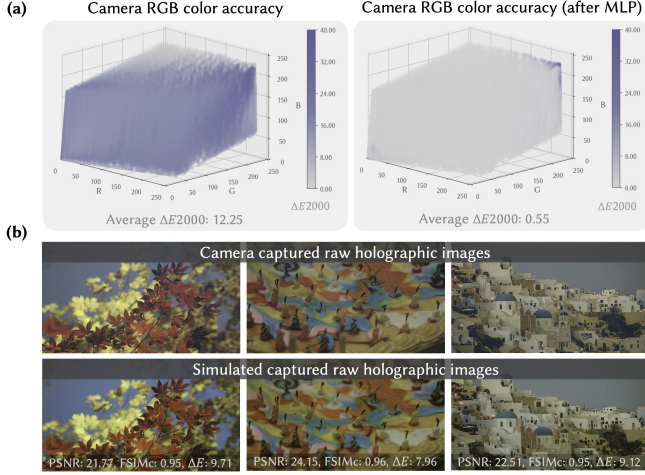 (a)
Camera RGB color accuracy
Camera RGB color accuracy (after MLP)
40.00
32.00
24.00
16.00
8.00
0.00
250
200
150
100
50
0
B
0
50
100
150
200
250
R
0
50
100
150
200
250
G
ΔE2000
Average ΔE2000: 12.25
40.00
32.00
24.00
16.00
8.00
0.00
250
200
150
100
50
0
B
0
50
100
150
200
250
R
0
50
100
150
200
250
G
ΔE2000
Average ΔE2000: 0.55
(b)
Camera captured raw holographic images
Simulated captured raw holographic images
PSNR: 21.77, FSIMc: 0.95, ΔE: 9.71
PSNR: 24.15, FSIMc: 0.96, ΔE: 7.96
PSNR: 22.51, FSIMc: 0.95, ΔE: 9.12